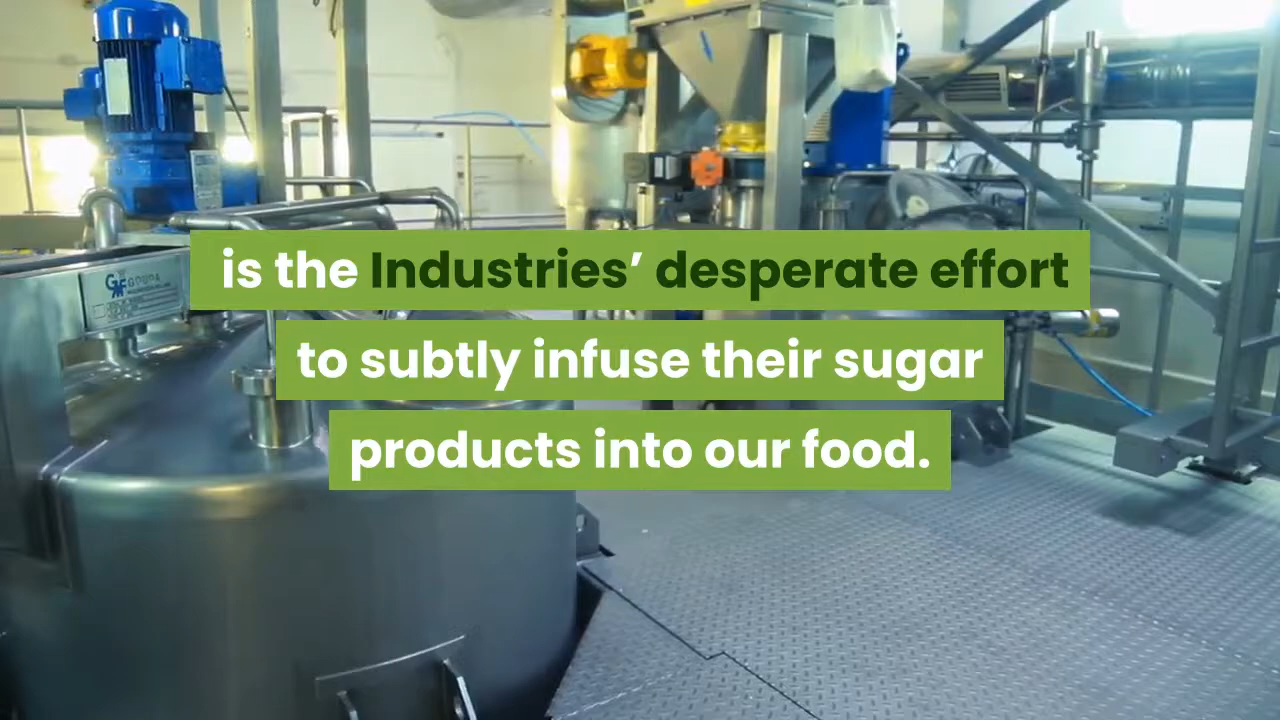 is the Industries’ desperate effort
to subtly infuse their sugar
products into our food.